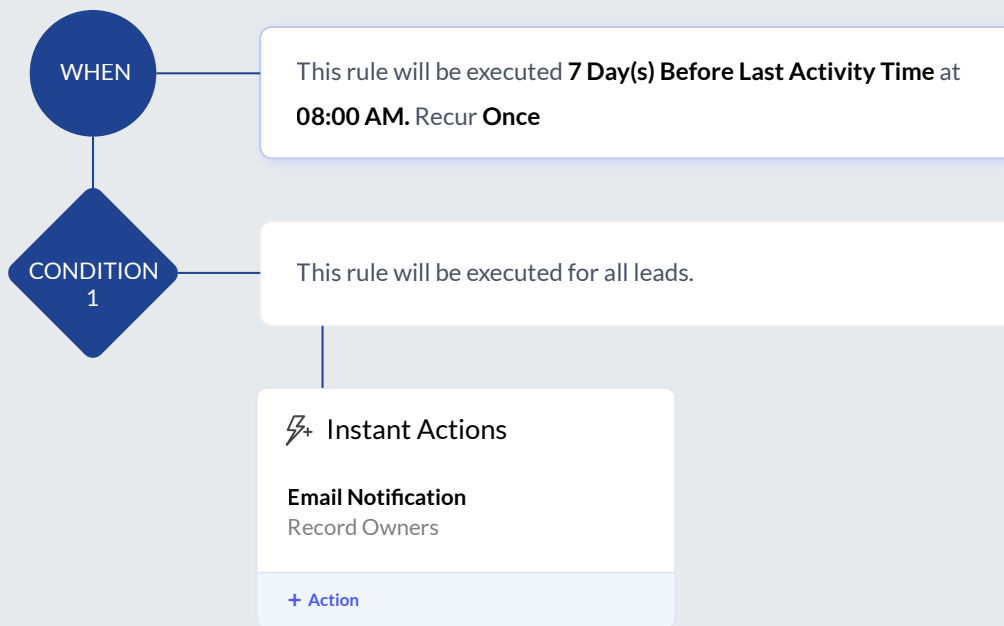 WHEN
This rule will be executed 7 Day(s) Before Last Activity Time at
08:00 AM. Recur Once
CONDITION
1
This rule will be executed for all leads.
Instant Actions
Email Notification
Record Owners
+ Action